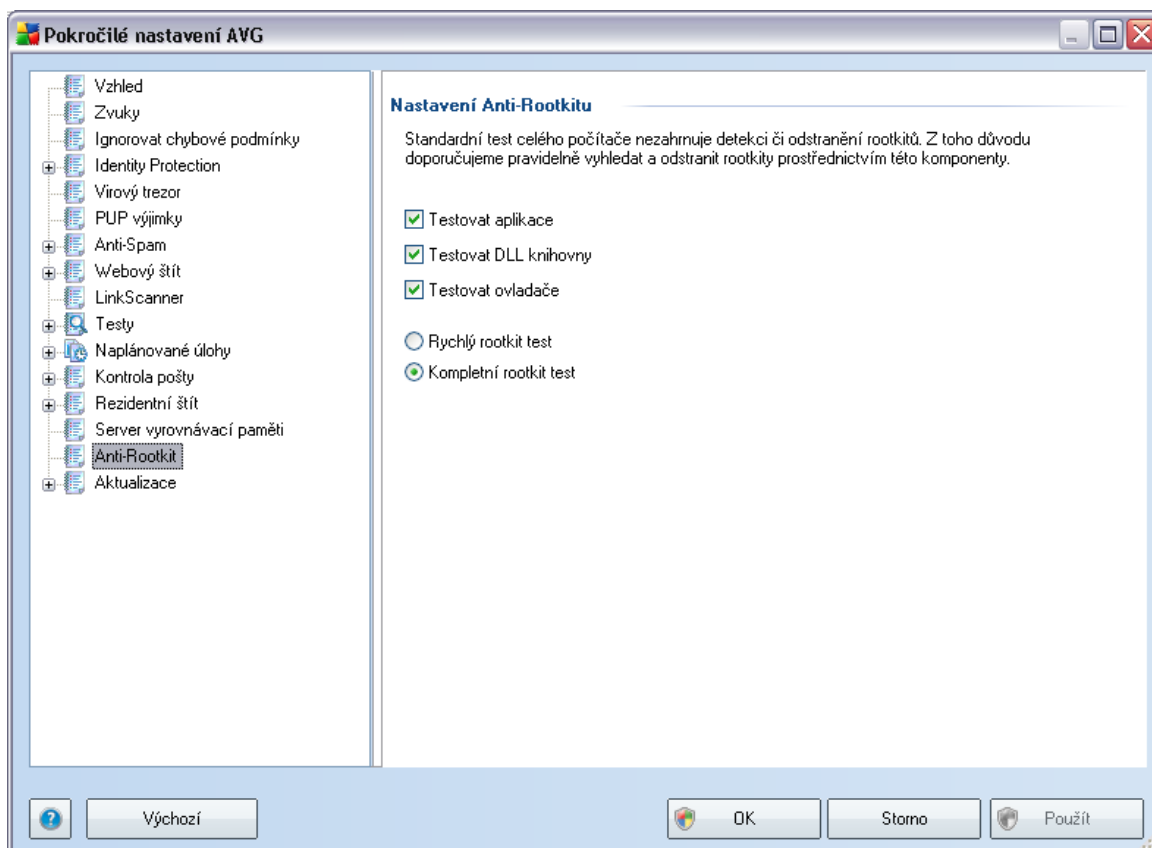 Pokročilé nastavení AVG
Vzhled
Zvuky
Ignorovat chybové podmínky
Identity Protection
Virový trezor
PUP výjimky
Anti-Spam
Webový štít
LinkScanner
Testy
Naplánované úlohy
Kontrola pošty
Rezidentní štít
Server vyrovnávací paměti
Anti-Rootkit
Aktualizace
Nastavení Anti-Rootkitu
Standardní test celého počítače nezahrnuje detekci či odstranění rootkitů. Z toho důvodu
doporučujeme pravidelně vyhledat a odstranit rootkity prostřednictvím této komponenty.
Testovat aplikace
Testovat DLL knihovny
Testovat ovladače
Rychlý rootkit test
Kompletní rootkit test
Výchozí
OK
Storno
Použít